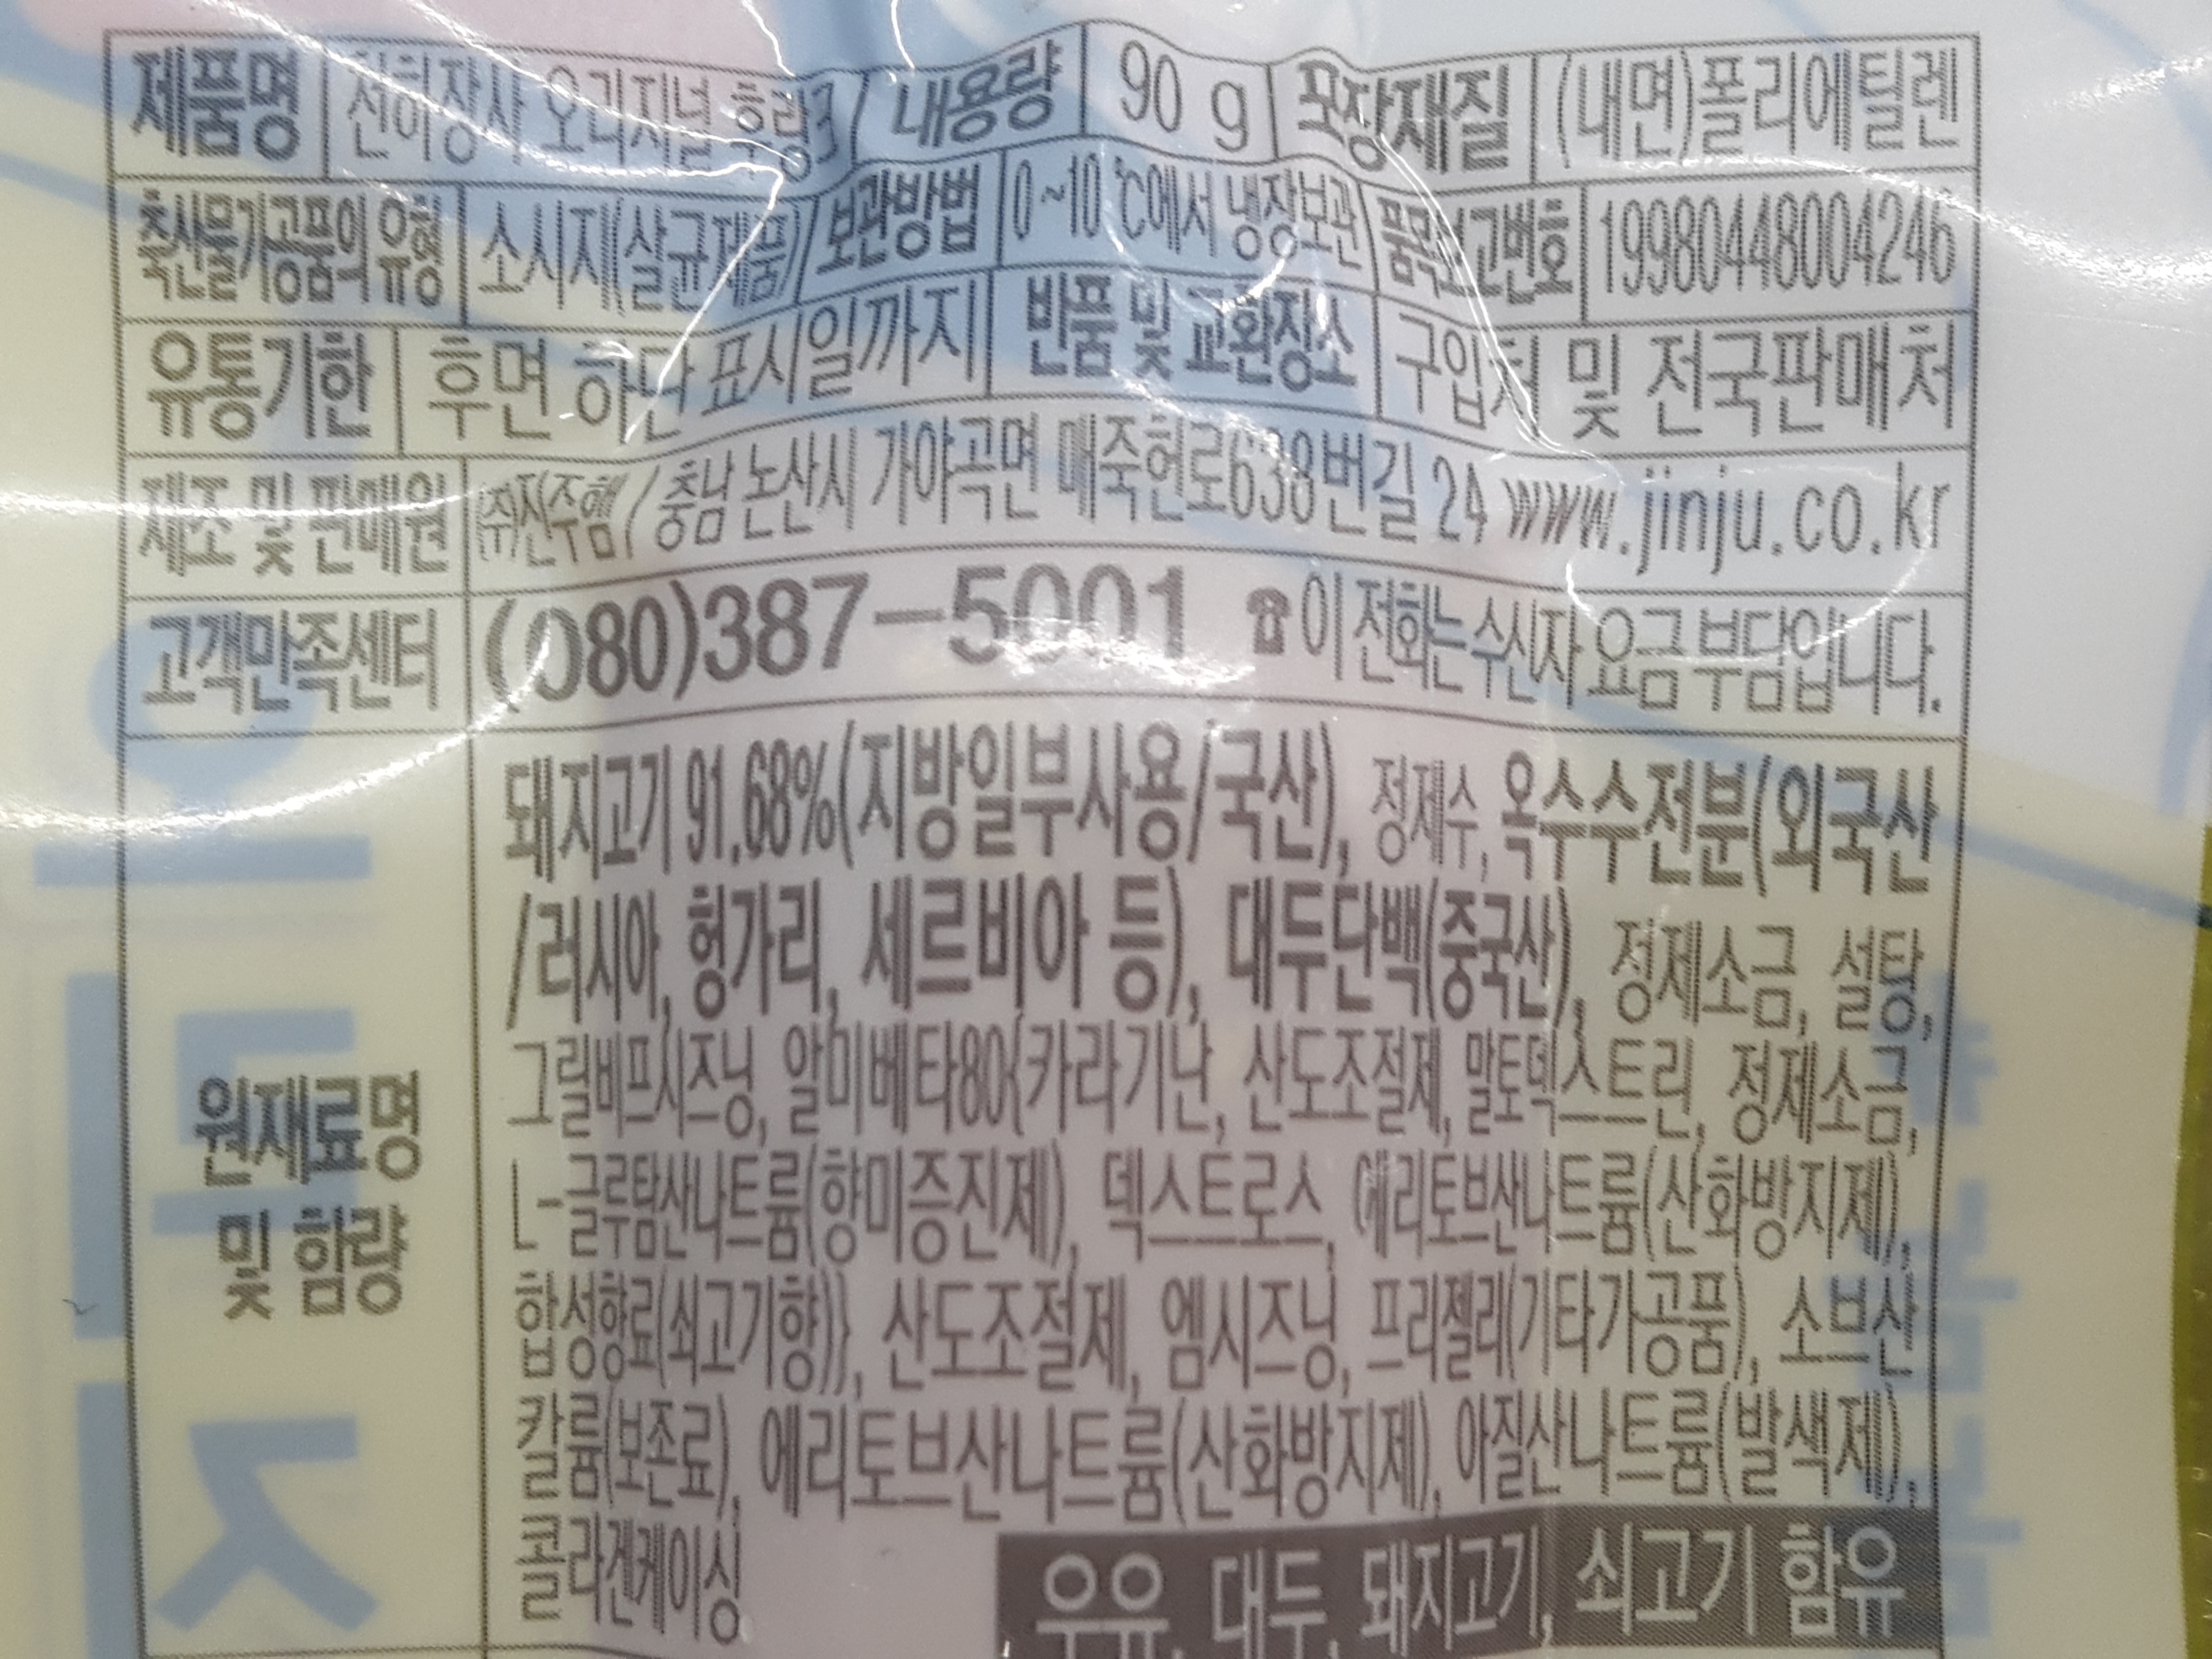 제품명 천하장사 오리지널 호랑3 내용량 90 g 포장재질 (내면)폴리에틸렌
축산물가공품의 유형 소시지(살균제품) 보관방법 0~10℃에서 냉장보관 품목보고번호 19980448004246
유통기한 후면 하단 표시일까지 반품 및 교환장소 구입처 및 전국판매처
제조 및 판매원 ㈜진주햄 / 충남 논산시 가야곡면 매죽헌로638번길 24 www.jinju.co.kr
고객만족센터 (080)387-5001 ☎이 전화는 수신자 요금 부담입니다.
원재료명
및 함량
돼지고기 91.68%(지방일부사용/국산), 정제수, 옥수수전분(외국산
/러시아, 헝가리, 세르비아 등), 대두단백(중국산), 정제소금, 설탕,
그릴비프시즈닝, 알미베타80{카라기난, 산도조절제, 말토덱스트린, 정제소금,
L-글루탐산나트륨(향미증진제), 덱스트로스, 에리토브산나트륨(산화방지제),
합성향료(쇠고기향)}, 산도조절제, 엠시즈닝, 프리젤리(기타가공품), 소브산
칼륨(보존료), 에리토브산나트륨(산화방지제), 아질산나트륨(발색제),
콜라겐케이싱
우유, 대두, 돼지고기, 쇠고기 함유